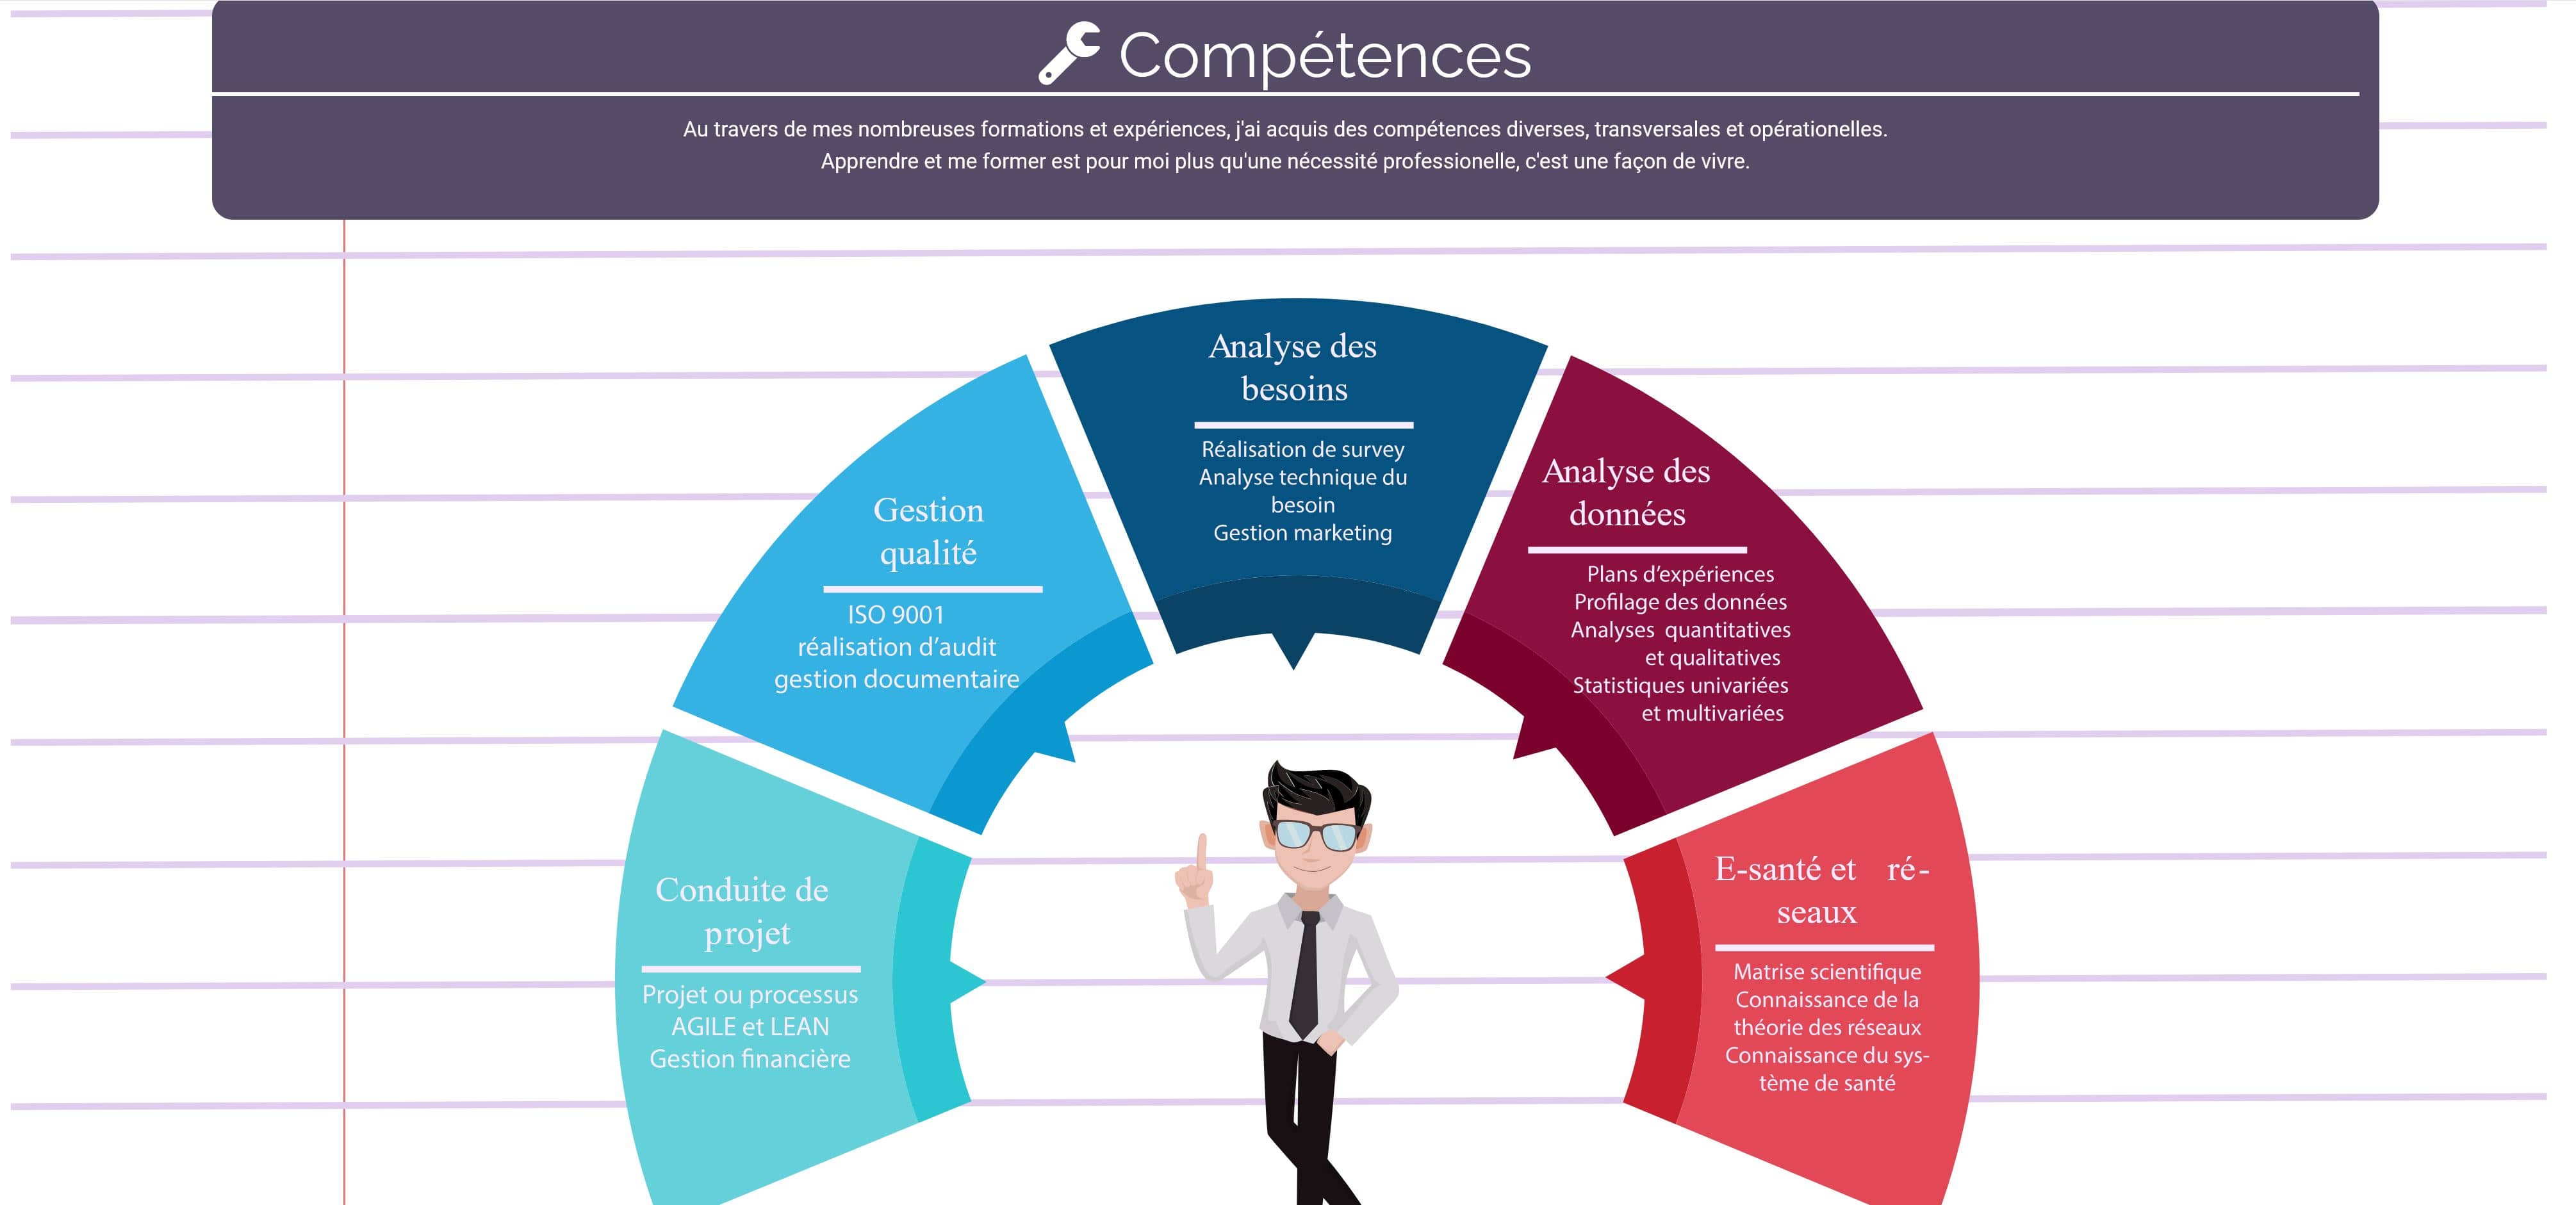 Compétences
Au travers de mes nombreuses formations et expériences, j'ai acquis des compétences diverses, transversales et opérationelles.
Apprendre et me former est pour moi plus qu'une nécessité professionelle, c'est une façon de vivre.
Conduite de
projet
Projet ou processus
AGILE et LEAN
Gestion financière
Gestion
qualité
ISO 9001
réalisation d’audit
gestion documentaire
Analyse des
besoins
Réalisation de survey
Analyse technique du
besoin
Gestion marketing
Analyse des
données
Plans d’expériences
Profilage des données
Analyses quantitatives
et qualitatives
Statistiques univariées
et multivariées
E-santé et ré-
seaux
Matrise scientifique
Connaissance de la
théorie des réseaux
Connaissance du sys-
tème de santé